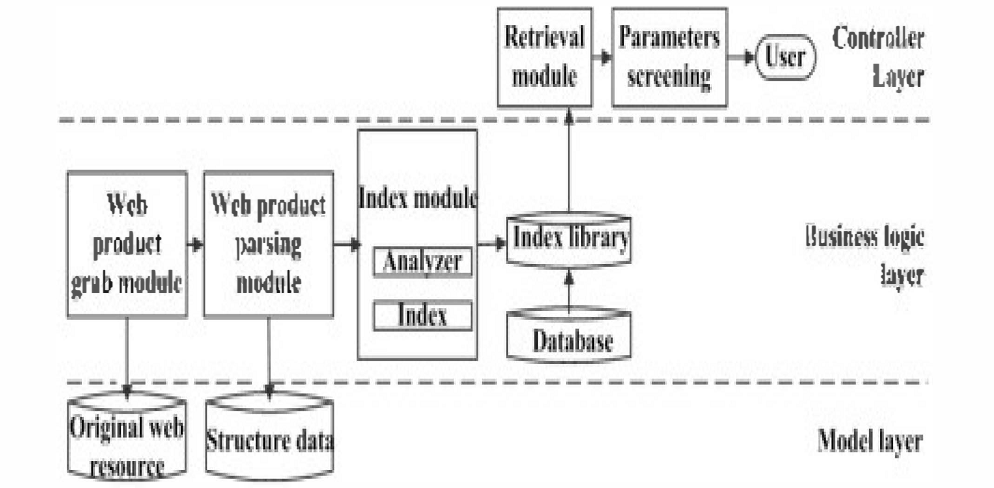 Retrieval
module
Parameters
screening
User
Controller
Layer
Web
product
grab module
Web product
parsing
module
Index module
Analyzer
Index
Index library
Database
Business logic
layer
Original web
resource
Structure data
Model layer